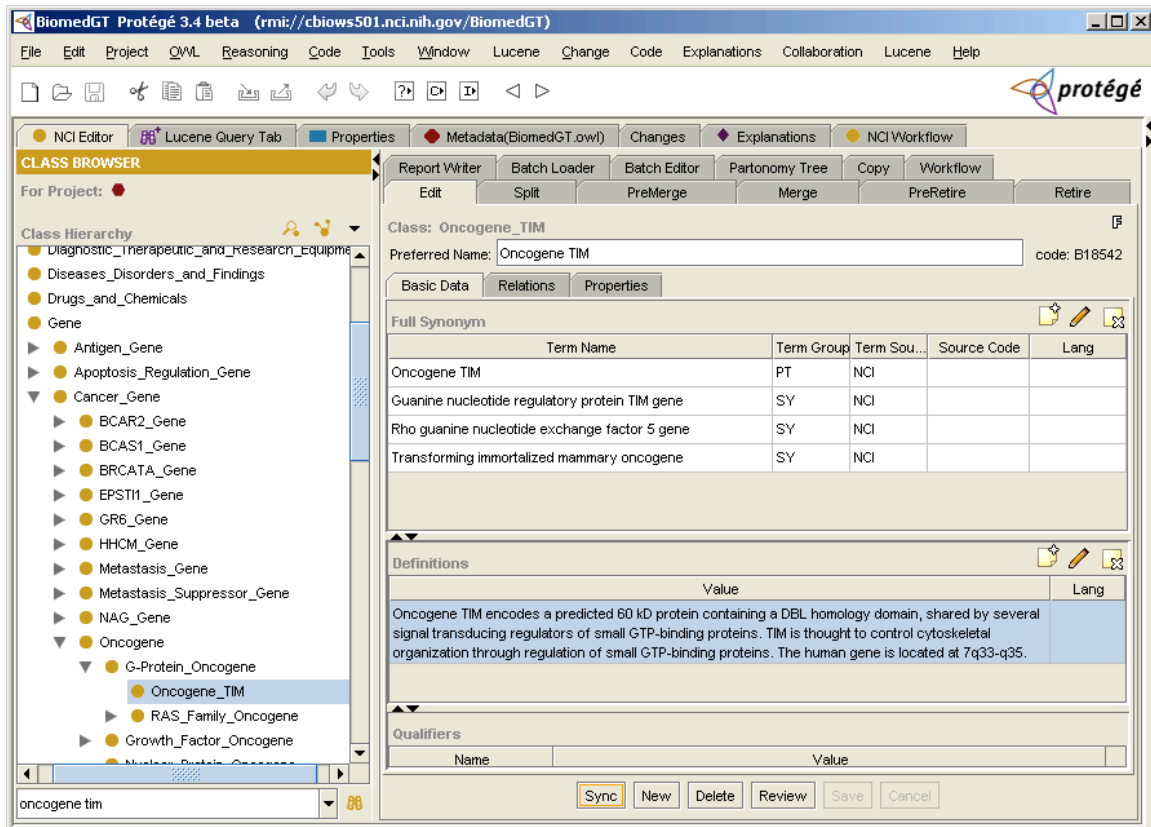 BiomedGT Protégé 3.4 beta (rmi://cbiows501.nci.nih.gov/BiomedGT)
File Edit Project OWL Reasoning Code Tools Window Lucene Change Code Explanations Collaboration Lucene Help
protégé
NCI Editor Lucene Query Tab Properties Metadata(BiomedGT.owl) Changes Explanations NCI Workflow
CLASS BROWSER
For Project:
Class Hierarchy
Diagnostic_Therapeutic_and_Research_Equipme
Diseases_Disorders_and_Findings
Drugs_and_Chemicals
Gene
Antigen_Gene
Apoptosis_Regulation_Gene
Cancer_Gene
BCAR2_Gene
BCAS1_Gene
BRCATA_Gene
EPSTI1_Gene
GR6_Gene
HHCM_Gene
Metastasis_Gene
Metastasis_Suppressor_Gene
NAG_Gene
Oncogene
G-Protein_Oncogene
Oncogene_TIM
RAS_Family_Oncogene
Growth_Factor_Oncogene
Nuclear_Protein_Oncogene
oncogene tim
Report Writer Batch Loader Batch Editor Partonomy Tree Copy Workflow
Edit Split PreMerge Merge PreRetire Retire
Class: Oncogene_TIM
Preferred Name: Oncogene TIM code: B18542
Basic Data Relations Properties
Full Synonym
Term Name Term Group Term Sou... Source Code Lang
Oncogene TIM PT NCI
Guanine nucleotide regulatory protein TIM gene SY NCI
Rho guanine nucleotide exchange factor 5 gene SY NCI
Transforming immortalized mammary oncogene SY NCI
Definitions
Value Lang
Oncogene TIM encodes a predicted 60 kD protein containing a DBL homology domain, shared by several
signal transducing regulators of small GTP-binding proteins. TIM is thought to control cytoskeletal
organization through regulation of small GTP-binding proteins. The human gene is located at 7q33-q35.
Qualifiers
Name Value
Sync New Delete Review Save Cancel